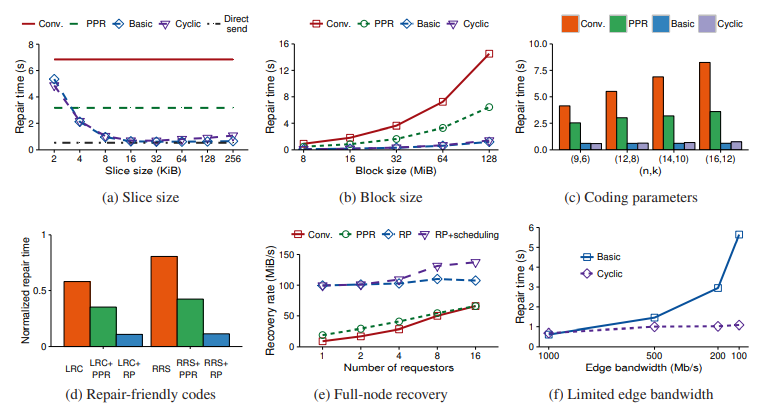 Conv. PPR Basic Cyclic Direct send
8
6
4
2
0
Repair time (s)
2 4 8 16 32 64 128 256
Slice size (KiB)
(a) Slice size
Conv. PPR Basic Cyclic
16
12
8
4
0
Repair time (s)
8 16 32 64 128
Block size (MiB)
(b) Block size
Conv. PPR Basic Cyclic
10.0
7.5
5.0
2.5
0.0
Repair time (s)
(9,6) (12,8) (14,10) (16,12)
(n,k)
(c) Coding parameters
1
0.5
0
Normalized repair time
LRC LRC+ PPR LRC+ RP RRS RRS+ PPR RRS+ RP
(d) Repair-friendly codes
Conv. PPR RP RP+scheduling
150
100
50
0
Recovery rate (MiB/s)
1 2 4 8 16
Number of requestors
(e) Full-node recovery
6
5
4
3
2
1
0
Repair time (s)
Basic
Cyclic
1000 500 200 100
Edge bandwidth (Mb/s)
(f) Limited edge bandwidth